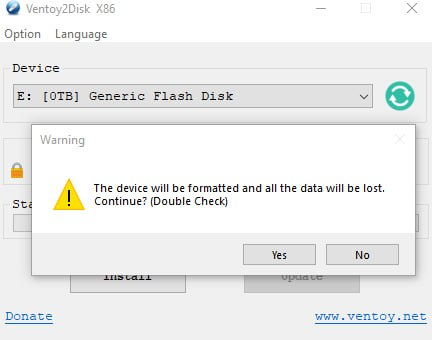 Ventoy2Disk X86
Option Language
Device
E: [0TB] Generic Flash Disk
Warning
The device will be formatted and all the data will be lost.
Continue? (Double Check)
Yes No
Install Update
Donate www.ventoy.net